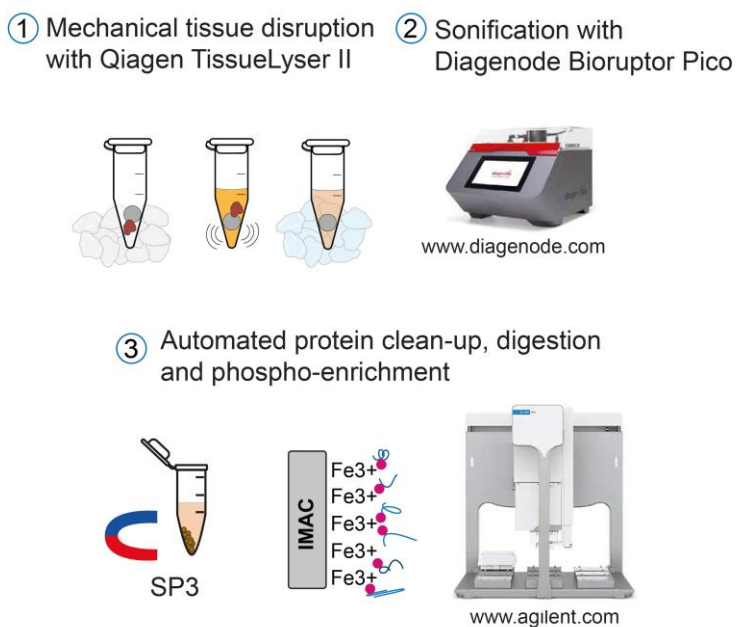 1 Mechanical tissue disruption
with Qiagen TissueLyser II
2 Sonification with
Diagenode Bioruptor Pico
www.diagenode.com
3 Automated protein clean-up, digestion
and phospho-enrichment
SP3
IMAC
Fe3+
Fe3+
Fe3+
Fe3+
Fe3+
www.agilent.com